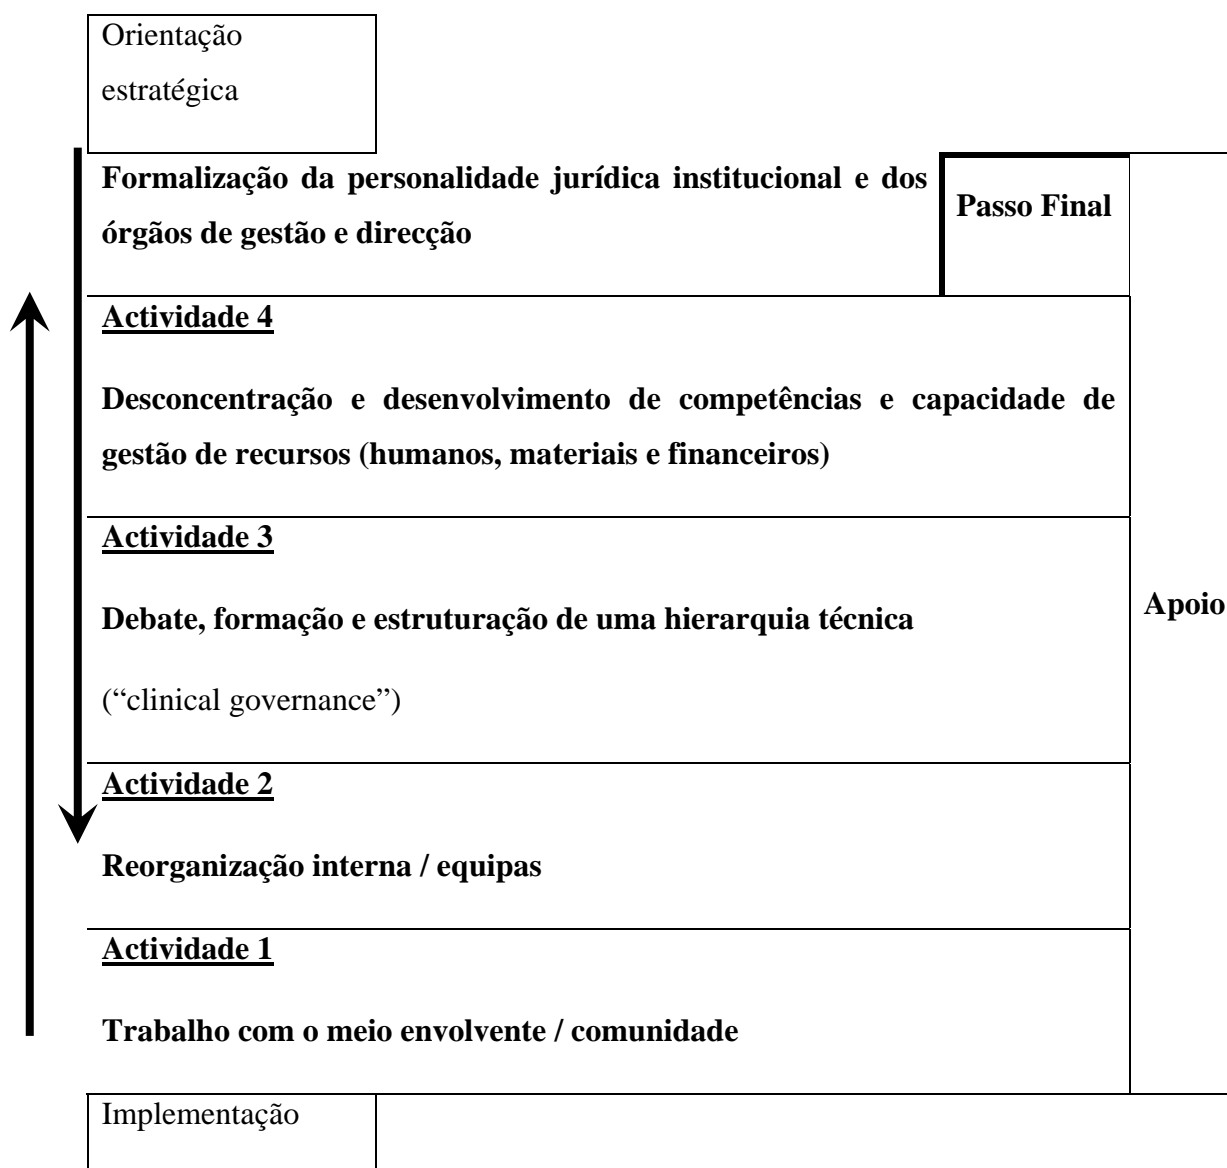 Orientação
estratégica
Formalização da personalidade jurídica institucional e dos
órgãos de gestão e direcção
Passo Final
Actividade 4
Desconcentração e desenvolvimento de competências e capacidade de
gestão de recursos (humanos, materiais e financeiros)
Actividade 3
Debate, formação e estruturação de uma hierarquia técnica
(“clinical governance”)
Apoio
Actividade 2
Reorganização interna / equipas
Actividade 1
Trabalho com o meio envolvente / comunidade
Implementação